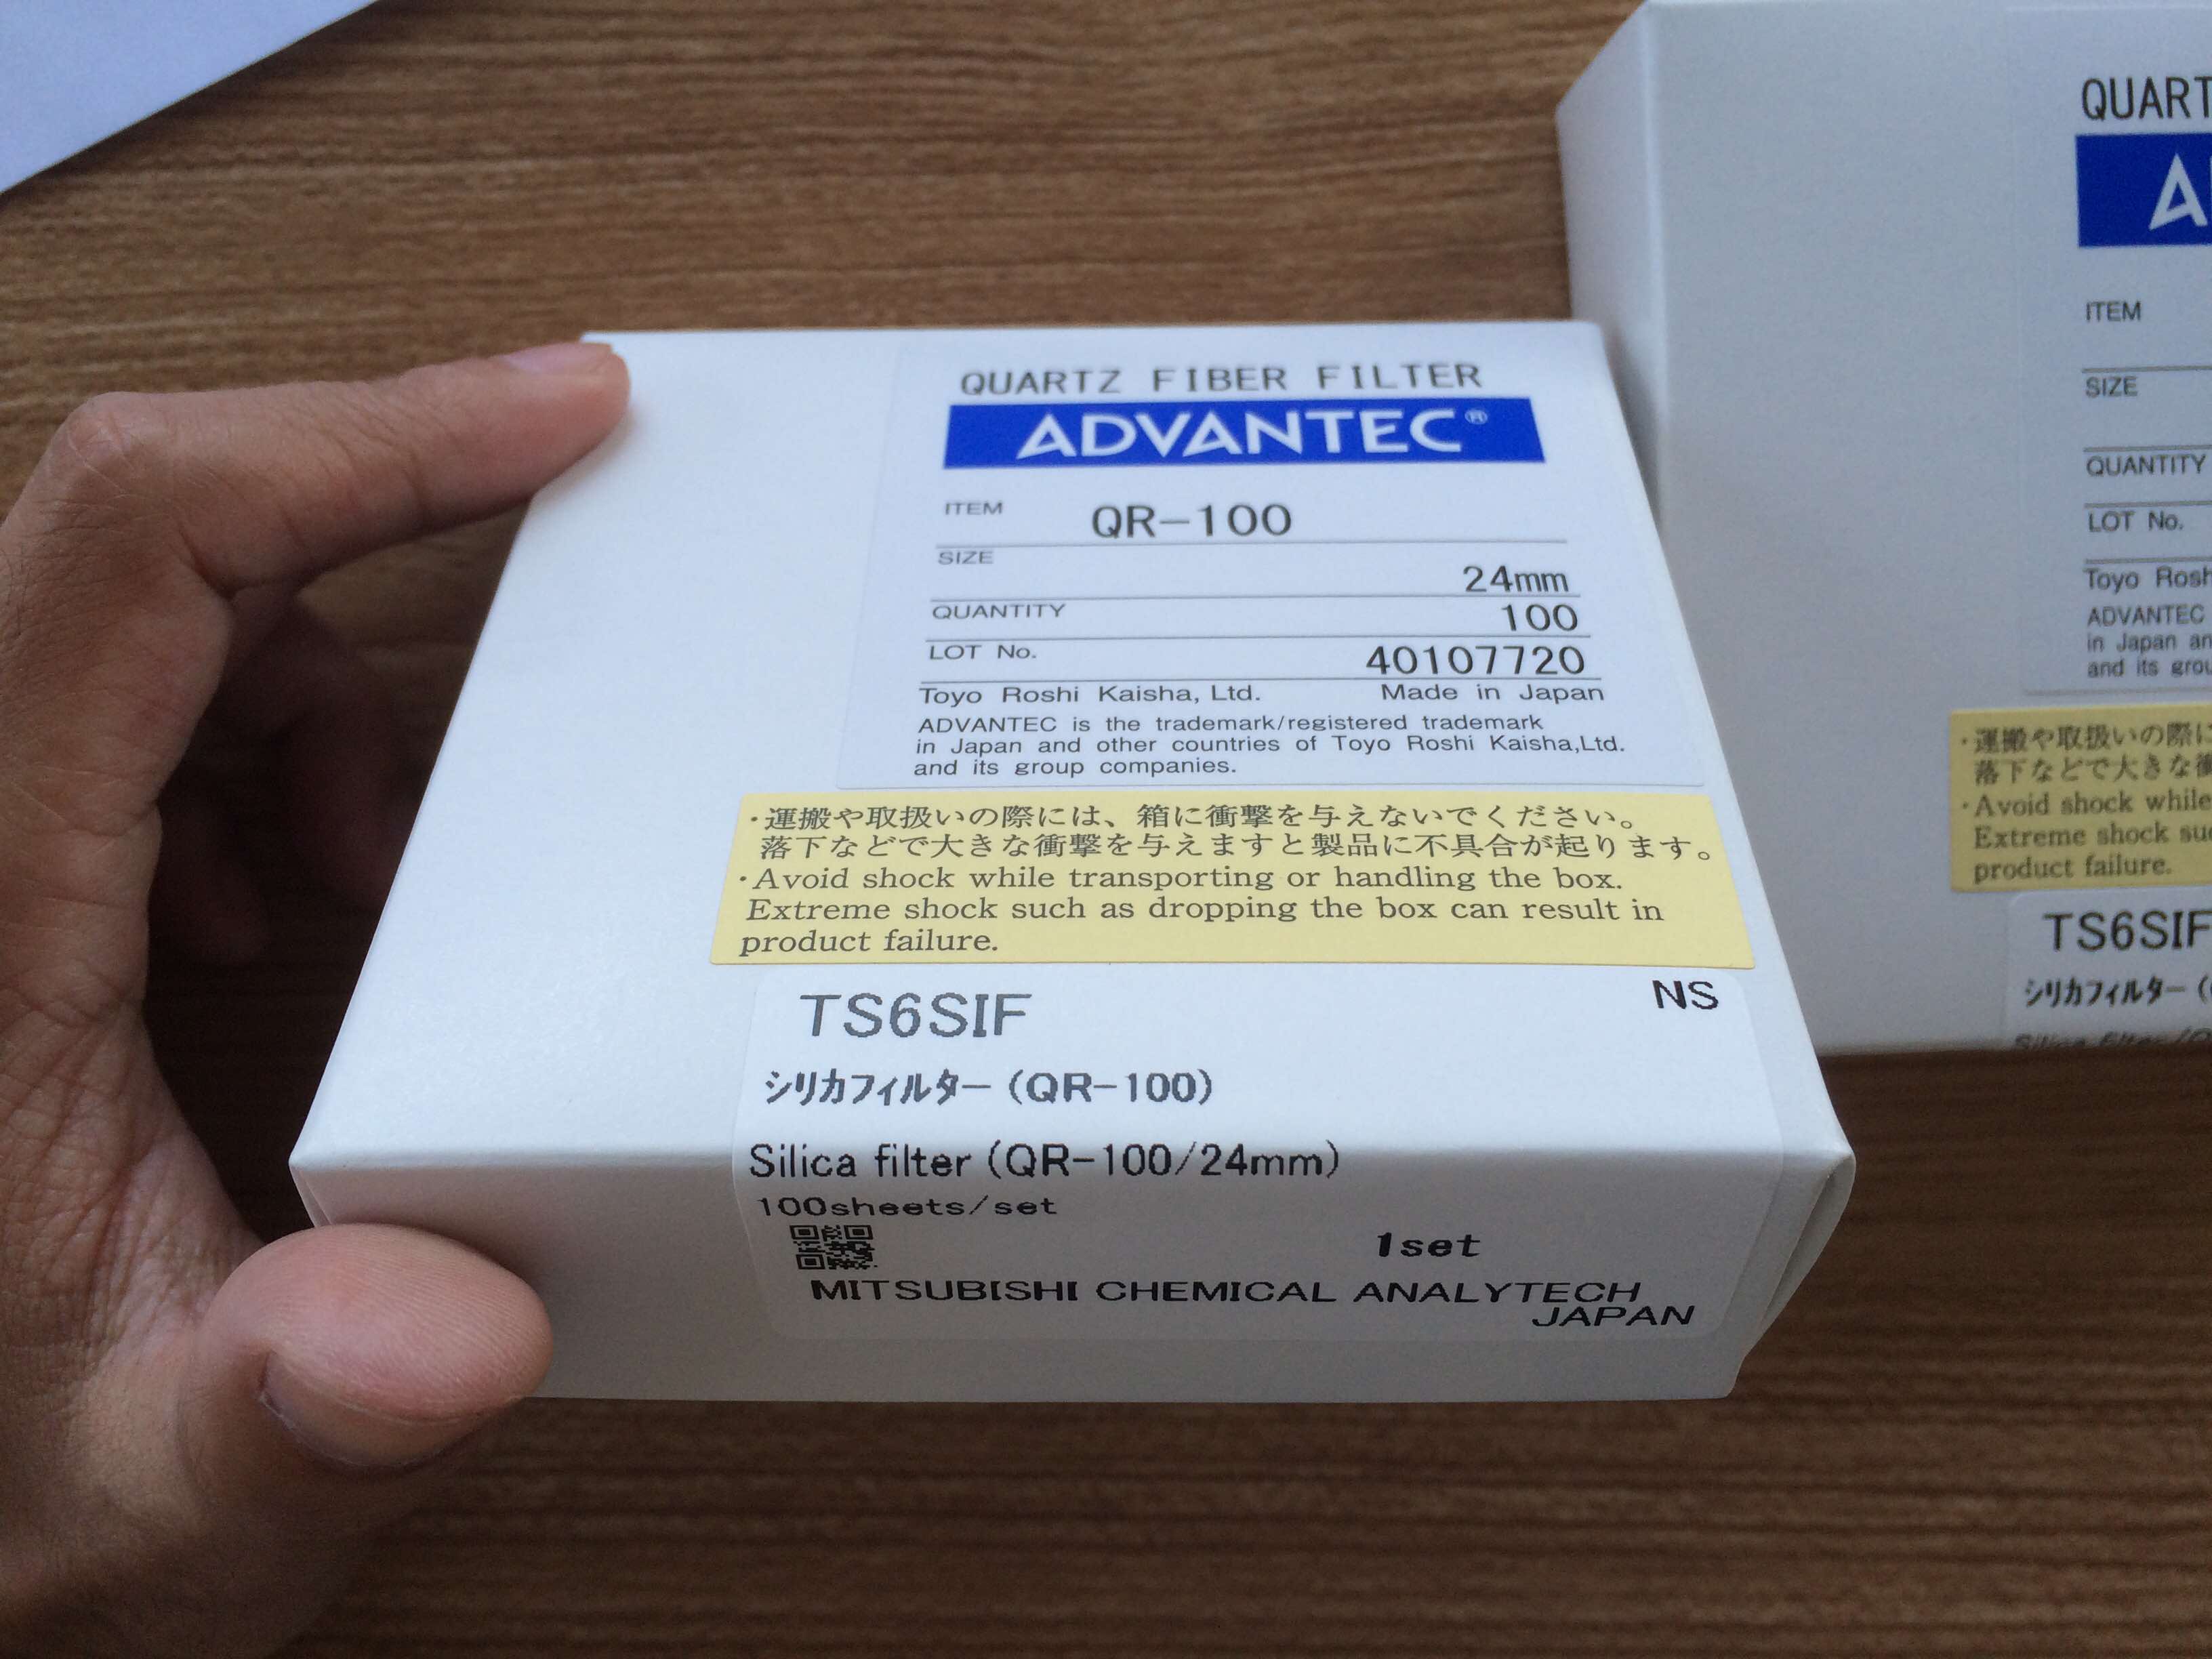 QUARTZ FIBER FILTER
ADVANTEC®
ITEM QR-100
SIZE 24mm
QUANTITY 100
LOT No. 40107720
Toyo Roshi Kaisha, Ltd. Made in Japan
ADVANTEC is the trademark/registered trademark
in Japan and other countries of Toyo Roshi Kaisha,Ltd.
and its group companies.
・運搬や取扱いの際には、箱に衝撃を与えないでください。
落下などで大きな衝撃を与えますと製品に不具合が起ります。
・Avoid shock while transporting or handling the box.
Extreme shock such as dropping the box can result in
product failure.
TS6SIF NS
シリカフィルター (QR-100)
Silica filter (QR-100/24mm)
100sheets/set
1set
MITSUBISHI CHEMICAL ANALYTECH
JAPAN
ITEM
SIZE
QUANTITY
LOT No.
Toyo
ADVANTEC
in Japan
and its
・運搬や取扱いの際に
落下などで大きな
・Avoid shock while
Extreme shock
product failure.
TS6SIF
シリカフィルター (